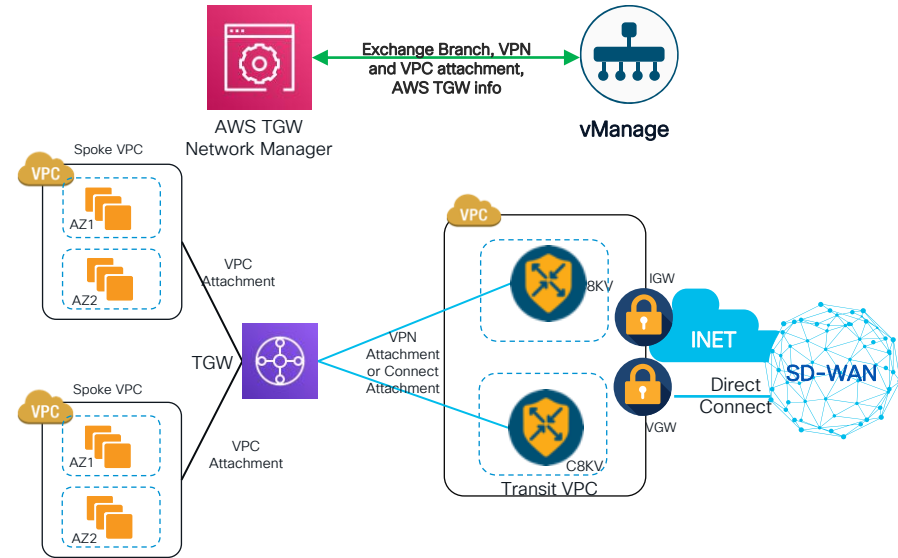 Exchange Branch, VPN
and VPC attachment,
AWS TGW info
AWS TGW
Network Manager
vManage
Spoke VPC
VPC
AZ1
AZ2
VPC
Attachment
TGW
VPN
Attachment
or Connect
Attachment
VPC
8KV
C8KV
Transit VPC
IGW
INET
VGW
Direct
Connect
SD-WAN
Spoke VPC
VPC
AZ1
AZ2
VPC
Attachment